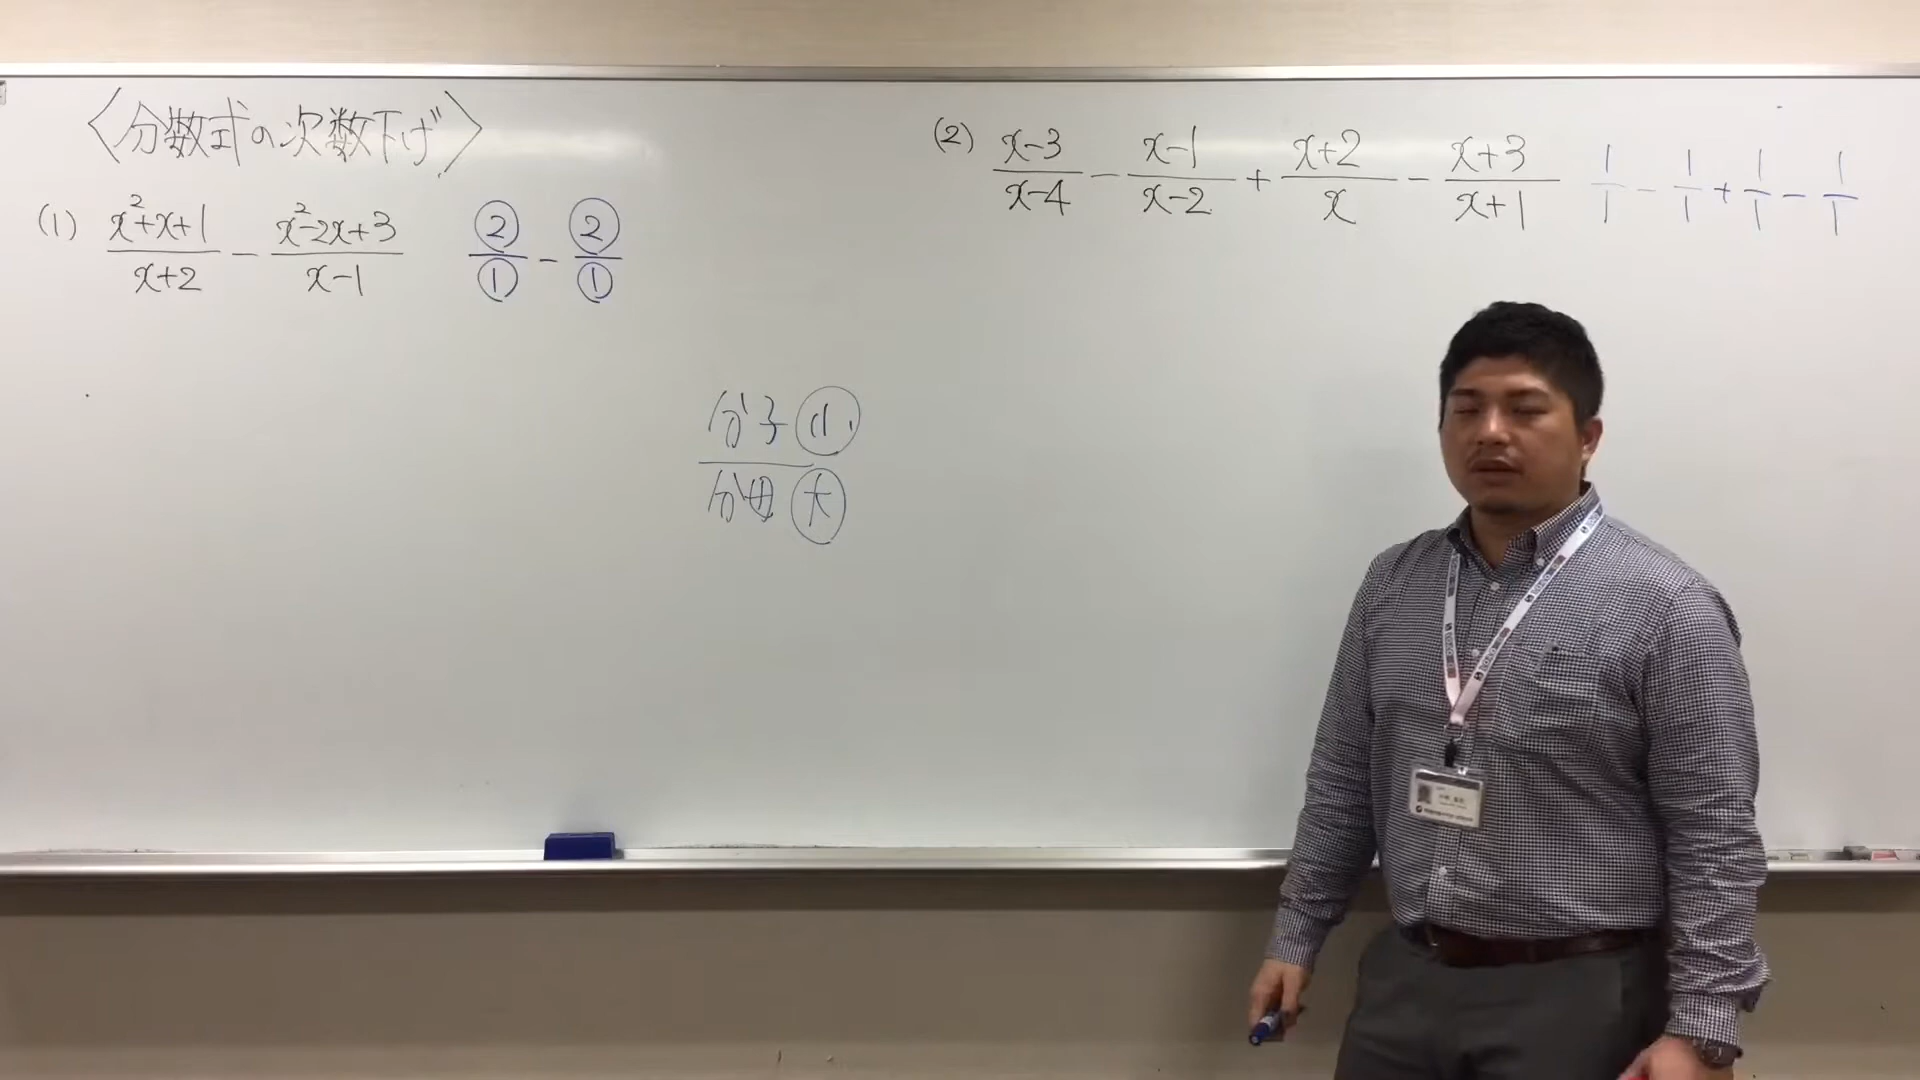 〈分数式の次数下げ〉
(1) (x²+x+1)/(x+2) − (x²−2x+3)/(x−1)  ②/① − ②/①
分子 小
分母 大
(2) (x−3)/(x−4) − (x−1)/(x−2) + (x+2)/x − (x+3)/(x+1)  1/1 − 1/1 + 1/1 − 1/1